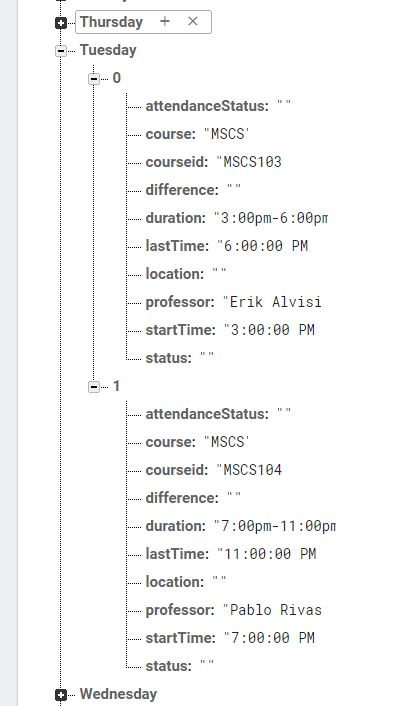 Thursday + ×
Tuesday
0
attendanceStatus: ""
course: "MSCS'
courseid: "MSCS103
difference: ""
duration: "3:00pm-6:00pm
lastTime: "6:00:00 PM
location: ""
professor: "Erik Alvisi
startTime: "3:00:00 PM
status: ""
1
attendanceStatus: ""
course: "MSCS'
courseid: "MSCS104
difference: ""
duration: "7:00pm-11:00pm
lastTime: "11:00:00 PM
location: ""
professor: "Pablo Rivas
startTime: "7:00:00 PM
status: ""
Wednesday